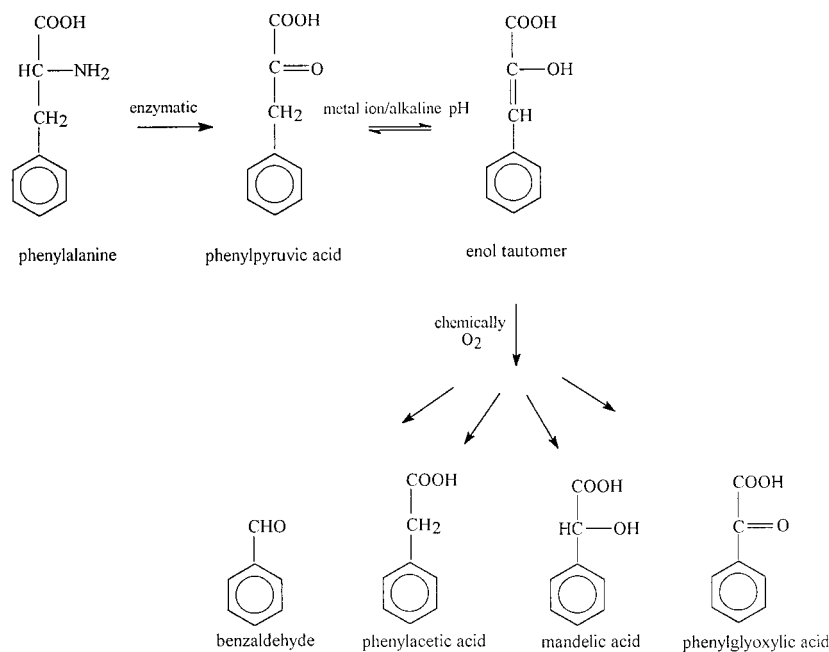 COOH
HC—NH2
CH2
phenylalanine
enzymatic
COOH
C=O
CH2
phenylpyruvic acid
metal ion/alkaline pH
COOH
C—OH
CH
enol tautomer
chemically
O2
CHO
benzaldehyde
COOH
CH2
phenylacetic acid
COOH
HC—OH
mandelic acid
COOH
C=O
phenylglyoxylic acid